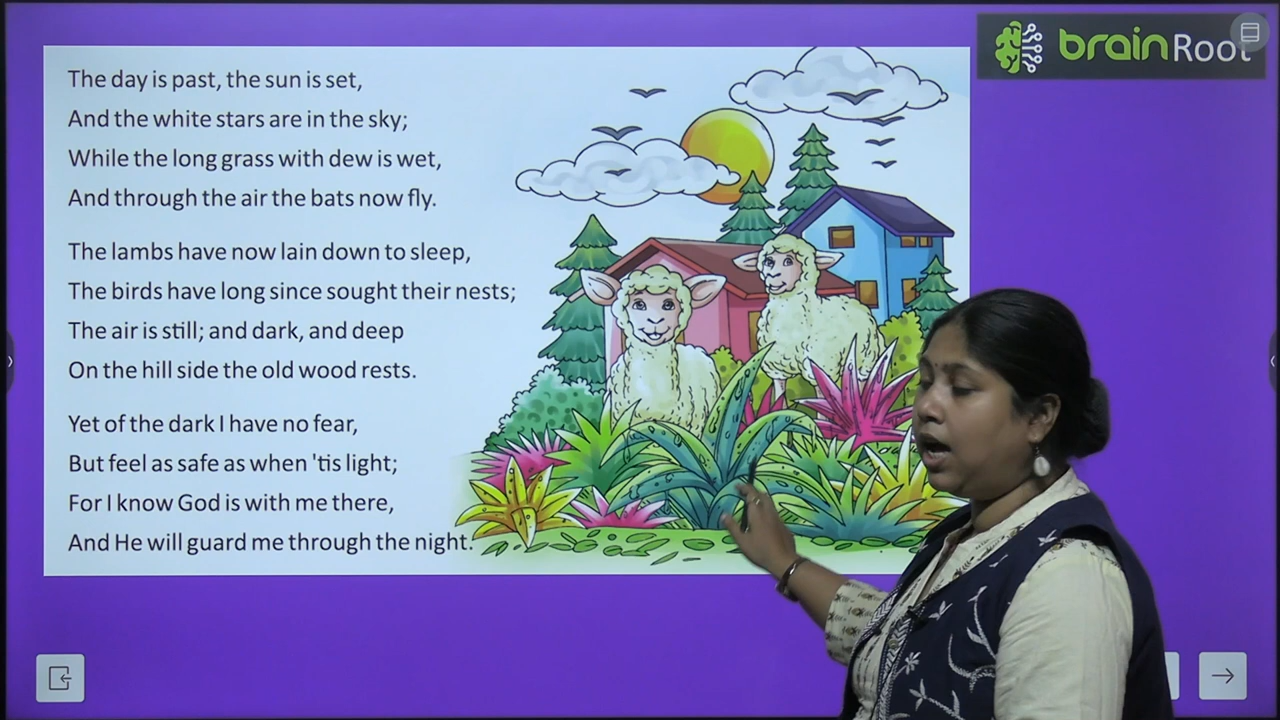 brainRoot
The day is past, the sun is set,
And the white stars are in the sky;
While the long grass with dew is wet,
And through the air the bats now fly.
The lambs have now lain down to sleep,
The birds have long since sought their nests;
The air is still; and dark, and deep
On the hill side the old wood rests.
Yet of the dark I have no fear,
But feel as safe as when 'tis light;
For I know God is with me there,
And He will guard me through the night.